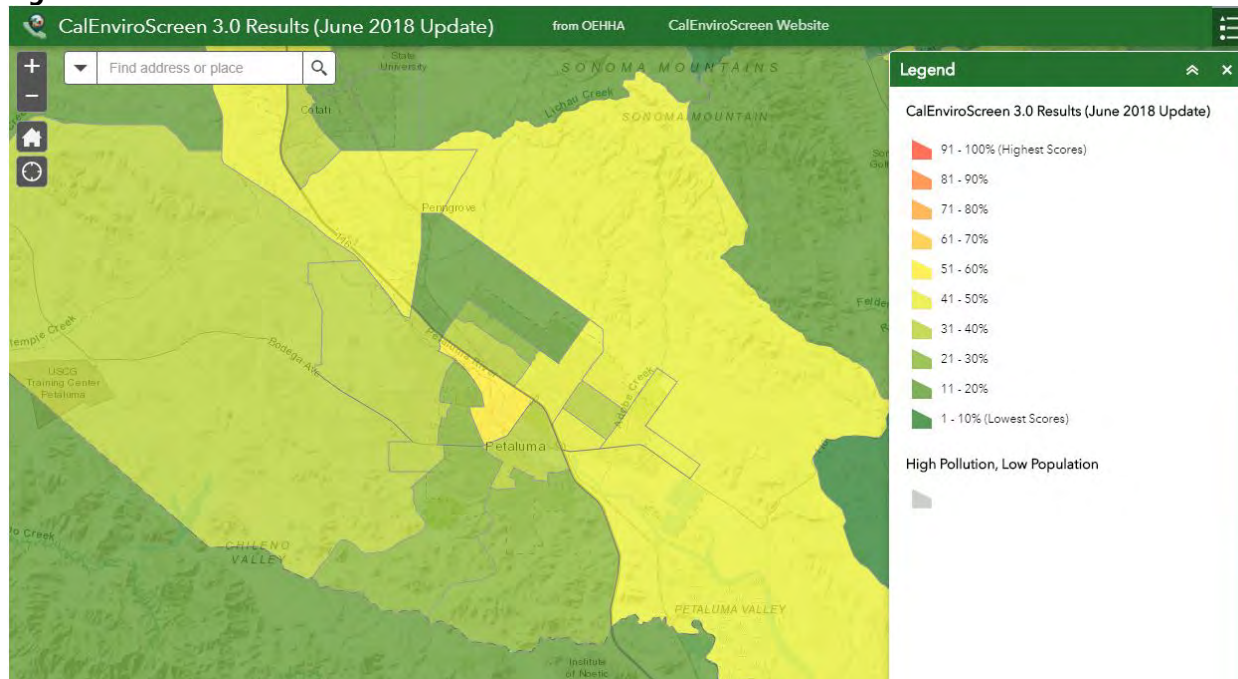 CalEnviroScreen 3.0 Results (June 2018 Update)
from OEHHA
CalEnviroScreen Website
Find address or place
State
University
SONOMA MOUNTAINS
Lichau Creek
SONOMA MOUNTAIN
Cotati
Penngrove
Petaluma River
Bodega Ave
USCG
Training Center
Petaluma
Adobe Creek
Petaluma
CHILENO
VALLEY
PETALUMA VALLEY
Institute
of Noetic
Legend
CalEnviroScreen 3.0 Results (June 2018 Update)
91 - 100% (Highest Scores)
81 - 90%
71 - 80%
61 - 70%
51 - 60%
41 - 50%
31 - 40%
21 - 30%
11 - 20%
1 - 10% (Lowest Scores)
High Pollution, Low Population